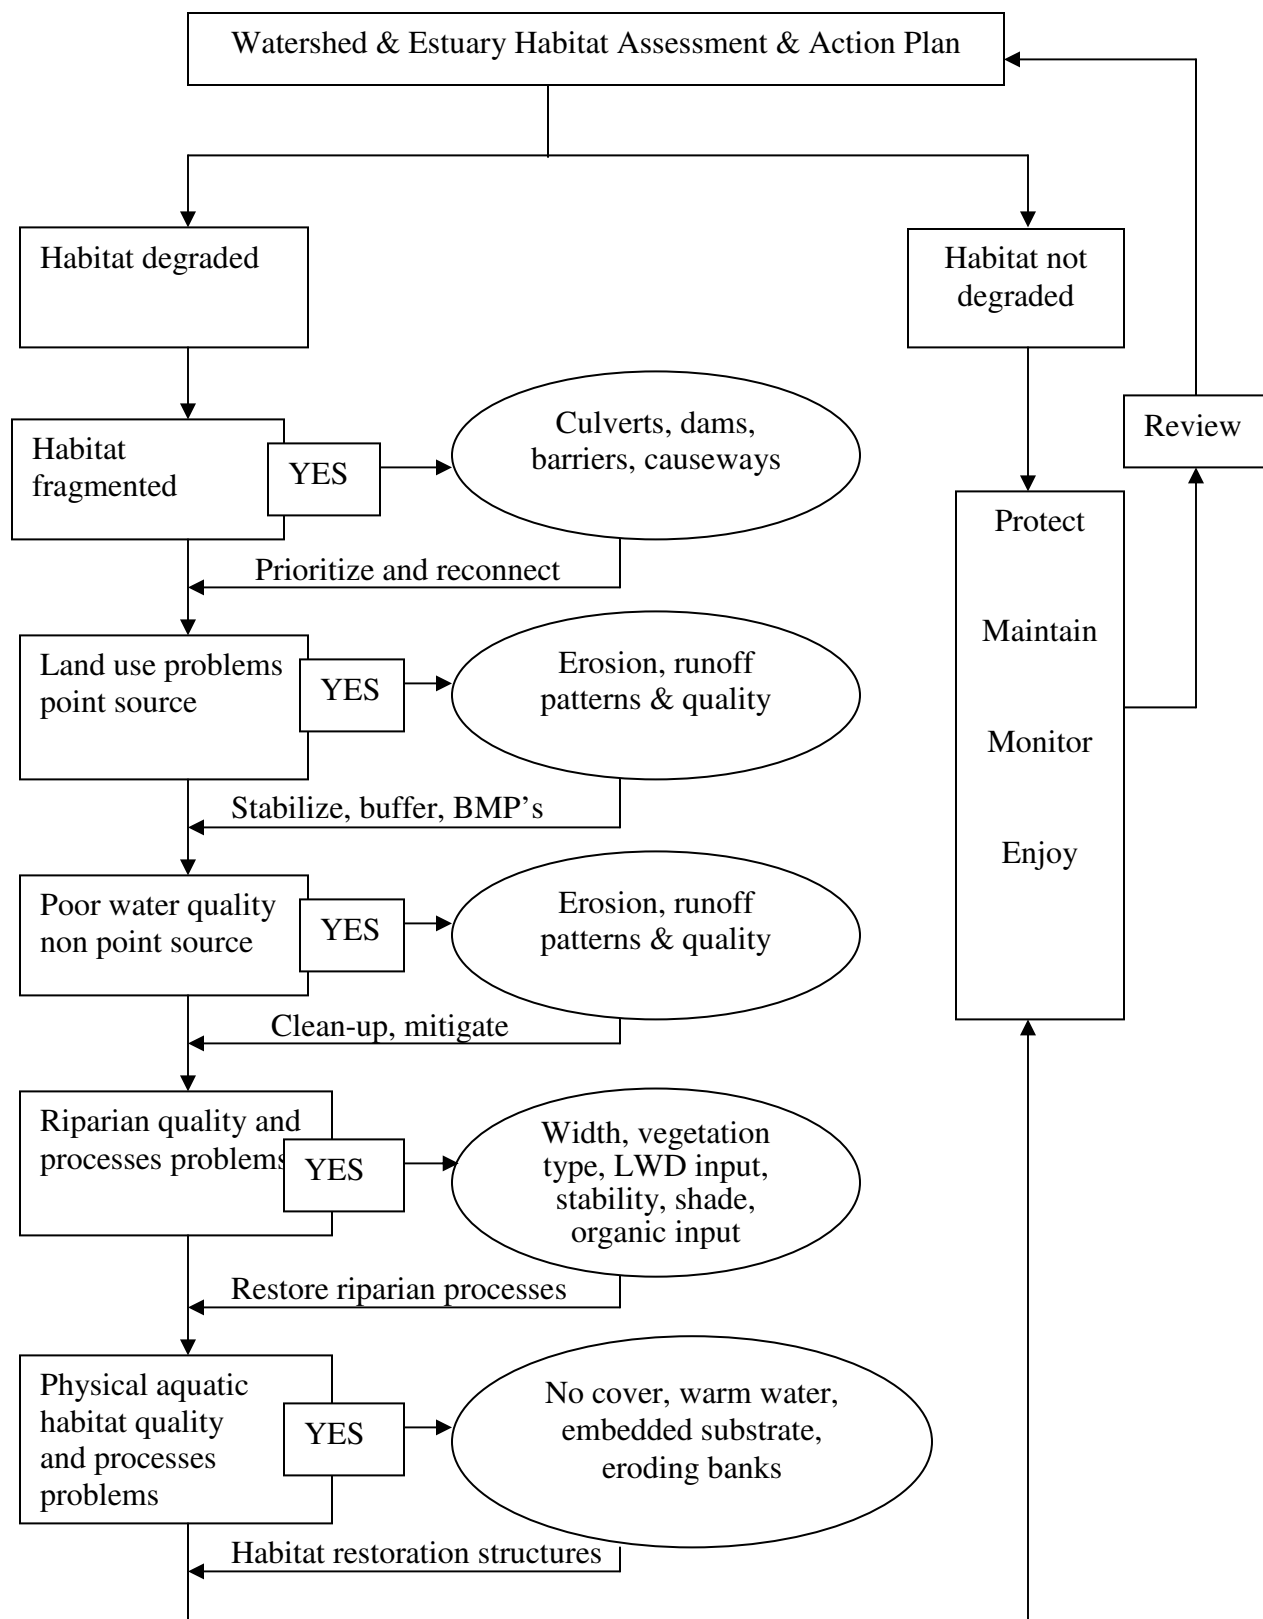 Watershed & Estuary Habitat Assessment & Action Plan
Habitat degraded
Habitat not
degraded
Habitat
fragmented
YES
Culverts, dams,
barriers, causeways
Review
Protect
Maintain
Monitor
Enjoy
Prioritize and reconnect
Land use problems
point source
YES
Erosion, runoff
patterns & quality
Stabilize, buffer, BMP’s
Poor water quality
non point source
YES
Erosion, runoff
patterns & quality
Clean-up, mitigate
Riparian quality and
processes problems
YES
Width, vegetation
type, LWD input,
stability, shade,
organic input
Restore riparian processes
Physical aquatic
habitat quality
and processes
problems
YES
No cover, warm water,
embedded substrate,
eroding banks
Habitat restoration structures